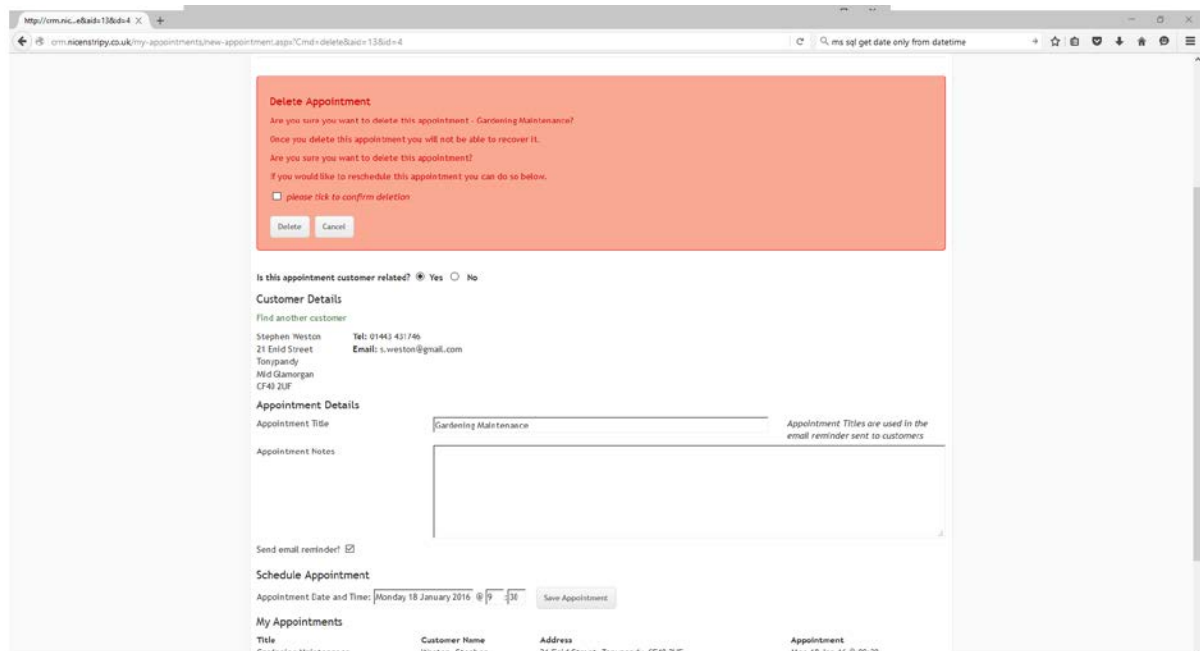 http://crm.nic...e&aid=13&id=4
crm.nicenstripy.co.uk/my-appointments/new-appointment.asp?Cmd=delete&aid=13&id=4
ms sql get date only from datetime
Delete Appointment
Are you sure you want to delete this appointment - Gardening Maintenance?
Once you delete this appointment you will not be able to recover it.
Are you sure you want to delete this appointment?
If you would like to reschedule this appointment you can do so below.
please tick to confirm deletion
Delete Cancel
Is this appointment customer related? Yes No
Customer Details
Find another customer
Stephen Weston Tel: 01443 431746
21 Enid Street Email: s.weston@gmail.com
Tonypandy
Mid Glamorgan
CF40 2UF
Appointment Details
Appointment Title Gardening Maintenance Appointment Titles are used in the
email reminder sent to customers
Appointment Notes
Send email reminder?
Schedule Appointment
Appointment Date and Time: Monday 18 January 2016 @ 9 : 30 Save Appointment
My Appointments
Title Customer Name Address Appointment